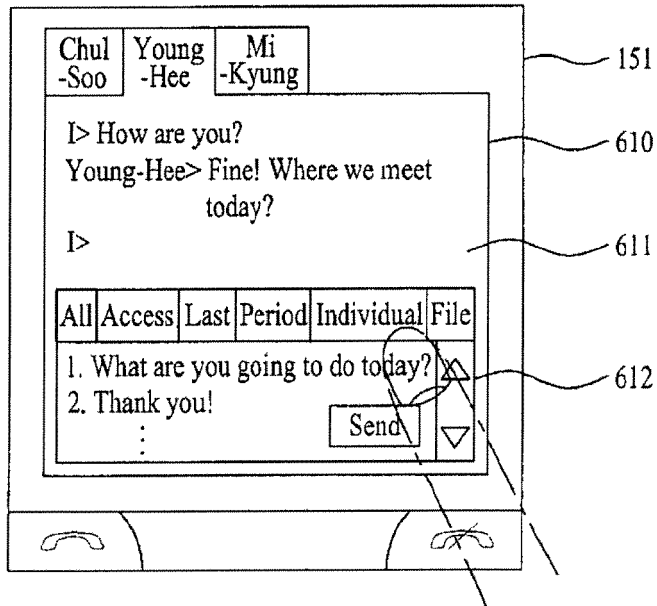 Chul
-Soo
Young
-Hee
Mi
-Kyung
151
I> How are you?
610
Young-Hee> Fine! Where we meet
today?
I>
611
All Access Last Period Individual File
1. What are you going to do today?
612
2. Thank you!
Send